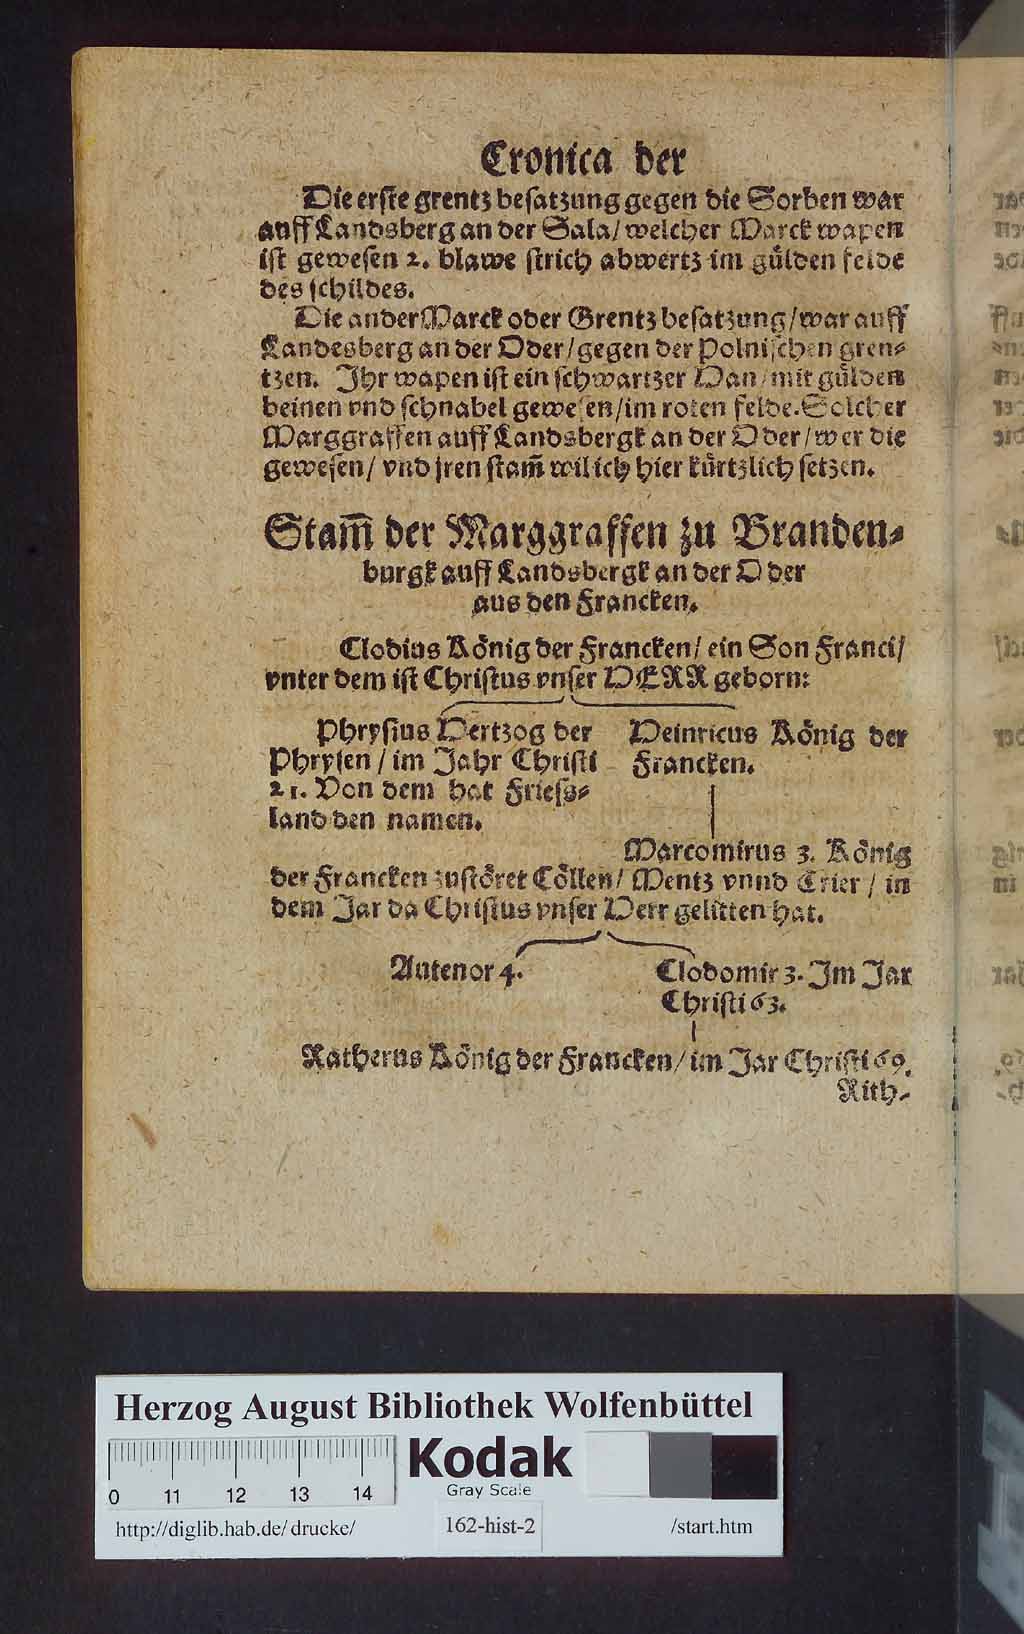 Cronica der
Die erste grentz besatzung gegen die Sorben war
auff Landsberg an der Sala/ welcher Marck wapen
ist gewesen 2. blawe strich abwertz im gülden felde
des schildes.
Die ander Marck oder Grentz besatzung/ war auff
Landesberg an der Oder/ gegen der Polnischen gren-
tzen. Jhr wapen ist ein schwartzer Han/ mit gülden
beinen vnd schnabel gewesen/ im roten felde. Solcher
Marggraffen auff Landsbergk an der Oder/ wer die
gewesen/ vnd jren stam̃ wil ich hier kürtzlich setzen.
Stam̃ der Marggraffen zu Branden-
burgk auff Landsbergk an der Oder
aus den Francken.
Clodius König der Francken/ ein Son Franci/
vnter dem ist Christus vnser HERR geborn:
Phrysius Hertzog der
Phrysen/ im Jahr Christi
21. Von dem hat Friess-
land den namen.
Heinricus König der
Francken.
Marcomirus 3. König
der Francken zustöret Cöllen/ Mentz vnnd Trier/ in
dem Jar da Christus vnser Herr gelitten hat.
Antenor 4.
Clodomir 3. Im Jar
Christi 63.
Ratherus König der Francken/ im Jar Christi 69.
Rith-
Herzog August Bibliothek Wolfenbüttel
Kodak
Gray Scale
0 11 12 13 14
http://diglib.hab.de/drucke/ 162-hist-2 /start.htm